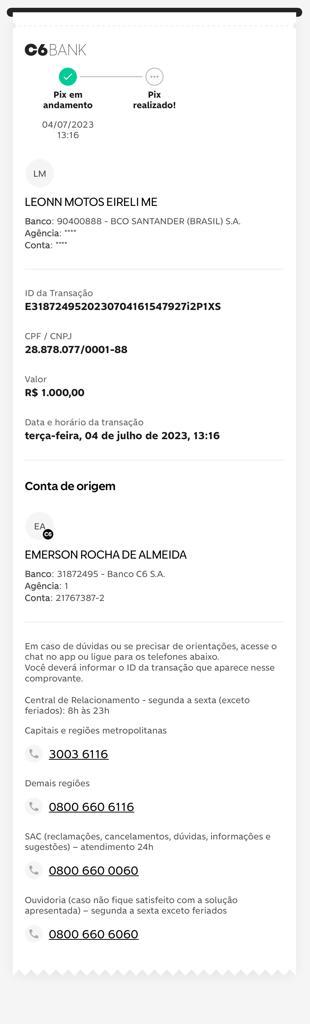 C6BANK
Pix em
andamento
Pix
realizado!
04/07/2023
13:16
LM
LEONN MOTOS EIRELI ME
Banco: 90400888 - BCO SANTANDER (BRASIL) S.A.
Agência: ****
Conta: ****
ID da Transação
E3187249520230704161547927i2P1XS
CPF / CNPJ
28.878.077/0001-88
Valor
R$ 1.000,00
Data e horário da transação
terça-feira, 04 de julho de 2023, 13:16
Conta de origem
EA
C6
EMERSON ROCHA DE ALMEIDA
Banco: 31872495 - Banco C6 S.A.
Agência: 1
Conta: 21767387-2
Em caso de dúvidas ou se precisar de orientações, acesse o
chat no app ou ligue para os telefones abaixo.
Você deverá informar o ID da transação que aparece nesse
comprovante.
Central de Relacionamento - segunda a sexta (exceto
feriados): 8h às 23h
Capitais e regiões metropolitanas
3003 6116
Demais regiões
0800 660 6116
SAC (reclamações, cancelamentos, dúvidas, informações e
sugestões) – atendimento 24h
0800 660 0060
Ouvidoria (caso não fique satisfeito com a solução
apresentada) – segunda a sexta exceto feriados
0800 660 6060